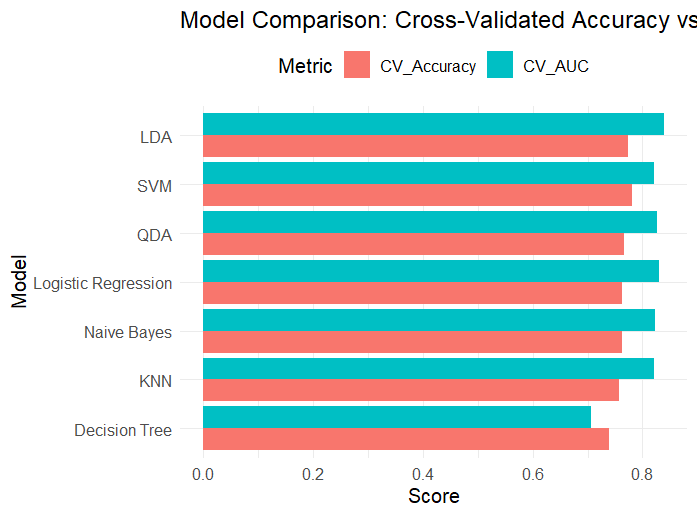 Model Comparison: Cross-Validated Accuracy vs
Metric CV_Accuracy CV_AUC
Model
LDA
SVM
QDA
Logistic Regression
Naive Bayes
KNN
Decision Tree
0.0 0.2 0.4 0.6 0.8
Score